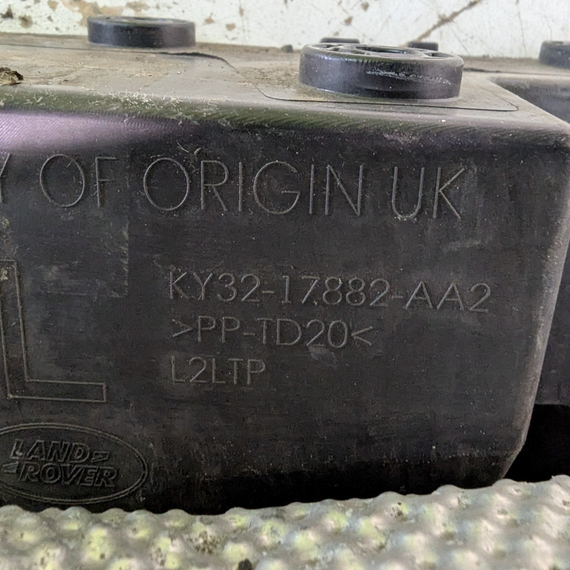 Y OF ORIGIN UK
KY32-17882-AA2
>PP-TD20<
L2LTP
L
LAND-
-ROVER